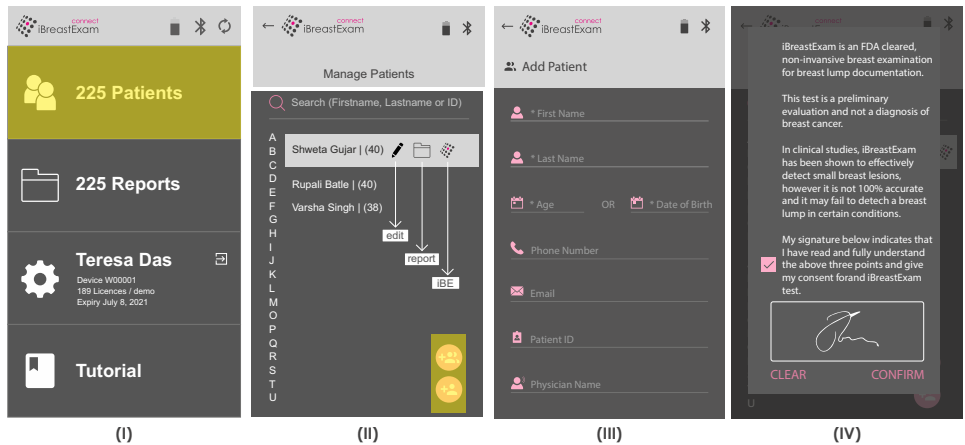 connect
iBreastExam
225 Patients
225 Reports
Teresa Das
Device W00001
189 Licences / demo
Expiry July 8, 2021
Tutorial
(I)
connect
iBreastExam
Manage Patients
Search (Firstname, Lastname or ID)
A
B
C
D
E
F
G
H
I
J
K
L
M
O
P
Q
R
S
T
U
Shweta Gujar | (40)
Rupali Batle | (40)
Varsha Singh | (38)
edit
report
iBE
(II)
connect
iBreastExam
Add Patient
* First Name
* Last Name
* Age OR * Date of Birth
Phone Number
Email
Patient ID
Physician Name
(III)
connect
iBreastExam
iBreastExam is an FDA cleared,
non-invansive breast examination
for breast lump documentation.
This test is a preliminary
evaluation and not a diagnosis of
breast cancer.
In clinical studies, iBreastExam
has been shown to effectively
detect small breast lesions,
however it is not 100% accurate
and it may fail to detech a breast
lump in certain conditions.
My signature below indicates that
I have read and fully understand
the above three points and give
my consent forand iBreastExam
test.
CLEAR CONFIRM
U
(IV)